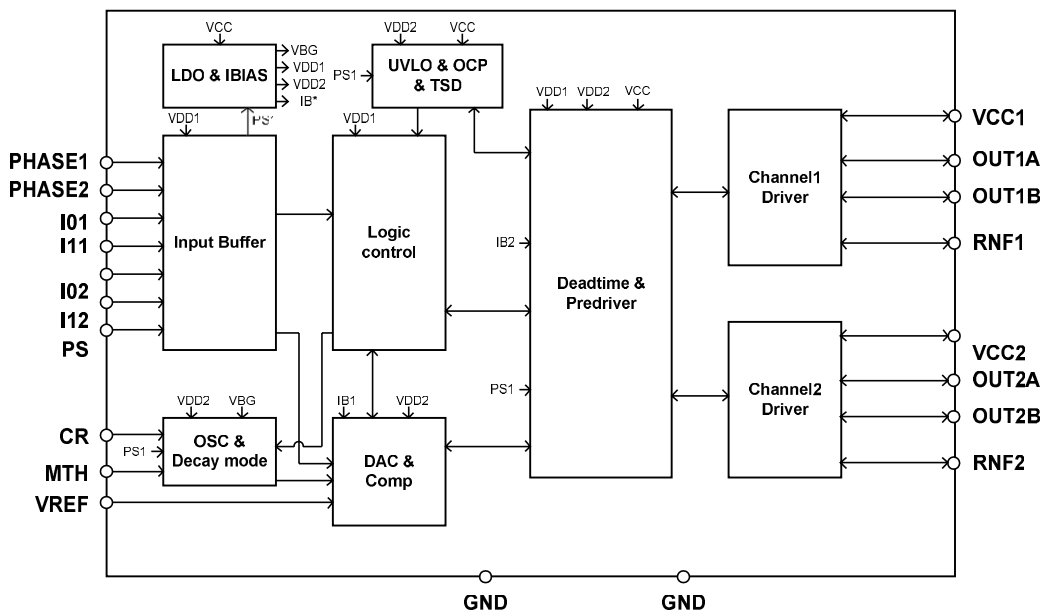 VCC
LDO & IBIAS
VBG
VDD1
VDD2
IB*
PS1
VDD2
VCC
PS1
UVLO & OCP
& TSD
VDD1
Input Buffer
VDD1
Logic
control
VDD1
VDD2
VCC
IB2
Deadtime &
Predriver
PS1
Channel1
Driver
Channel2
Driver
VDD2
VBG
PS1
OSC &
Decay mode
IB1
VDD2
DAC &
Comp
PHASE1
PHASE2
I01
I11
I02
I12
PS
CR
MTH
VREF
VCC1
OUT1A
OUT1B
RNF1
VCC2
OUT2A
OUT2B
RNF2
GND
GND